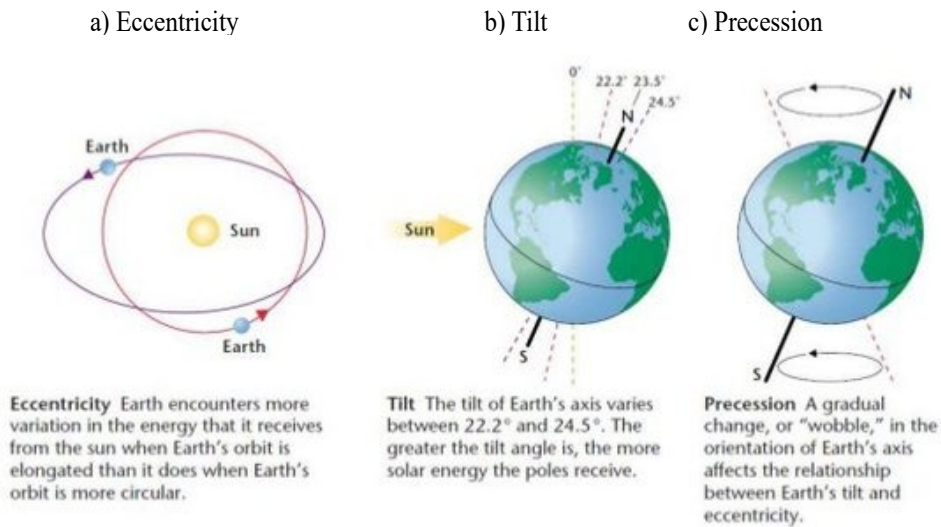 a) Eccentricity
b) Tilt
c) Precession
Earth
Sun
Earth
Eccentricity Earth encounters more
variation in the energy that it receives
from the sun when Earth's orbit is
elongated than it does when Earth's
orbit is more circular.
0°
22.2°
23.5°
24.5°
N
Sun
S
Tilt The tilt of Earth's axis varies
between 22.2° and 24.5°. The
greater the tilt angle is, the more
solar energy the poles receive.
N
S
Precession A gradual
change, or "wobble," in the
orientation of Earth's axis
affects the relationship
between Earth's tilt and
eccentricity.